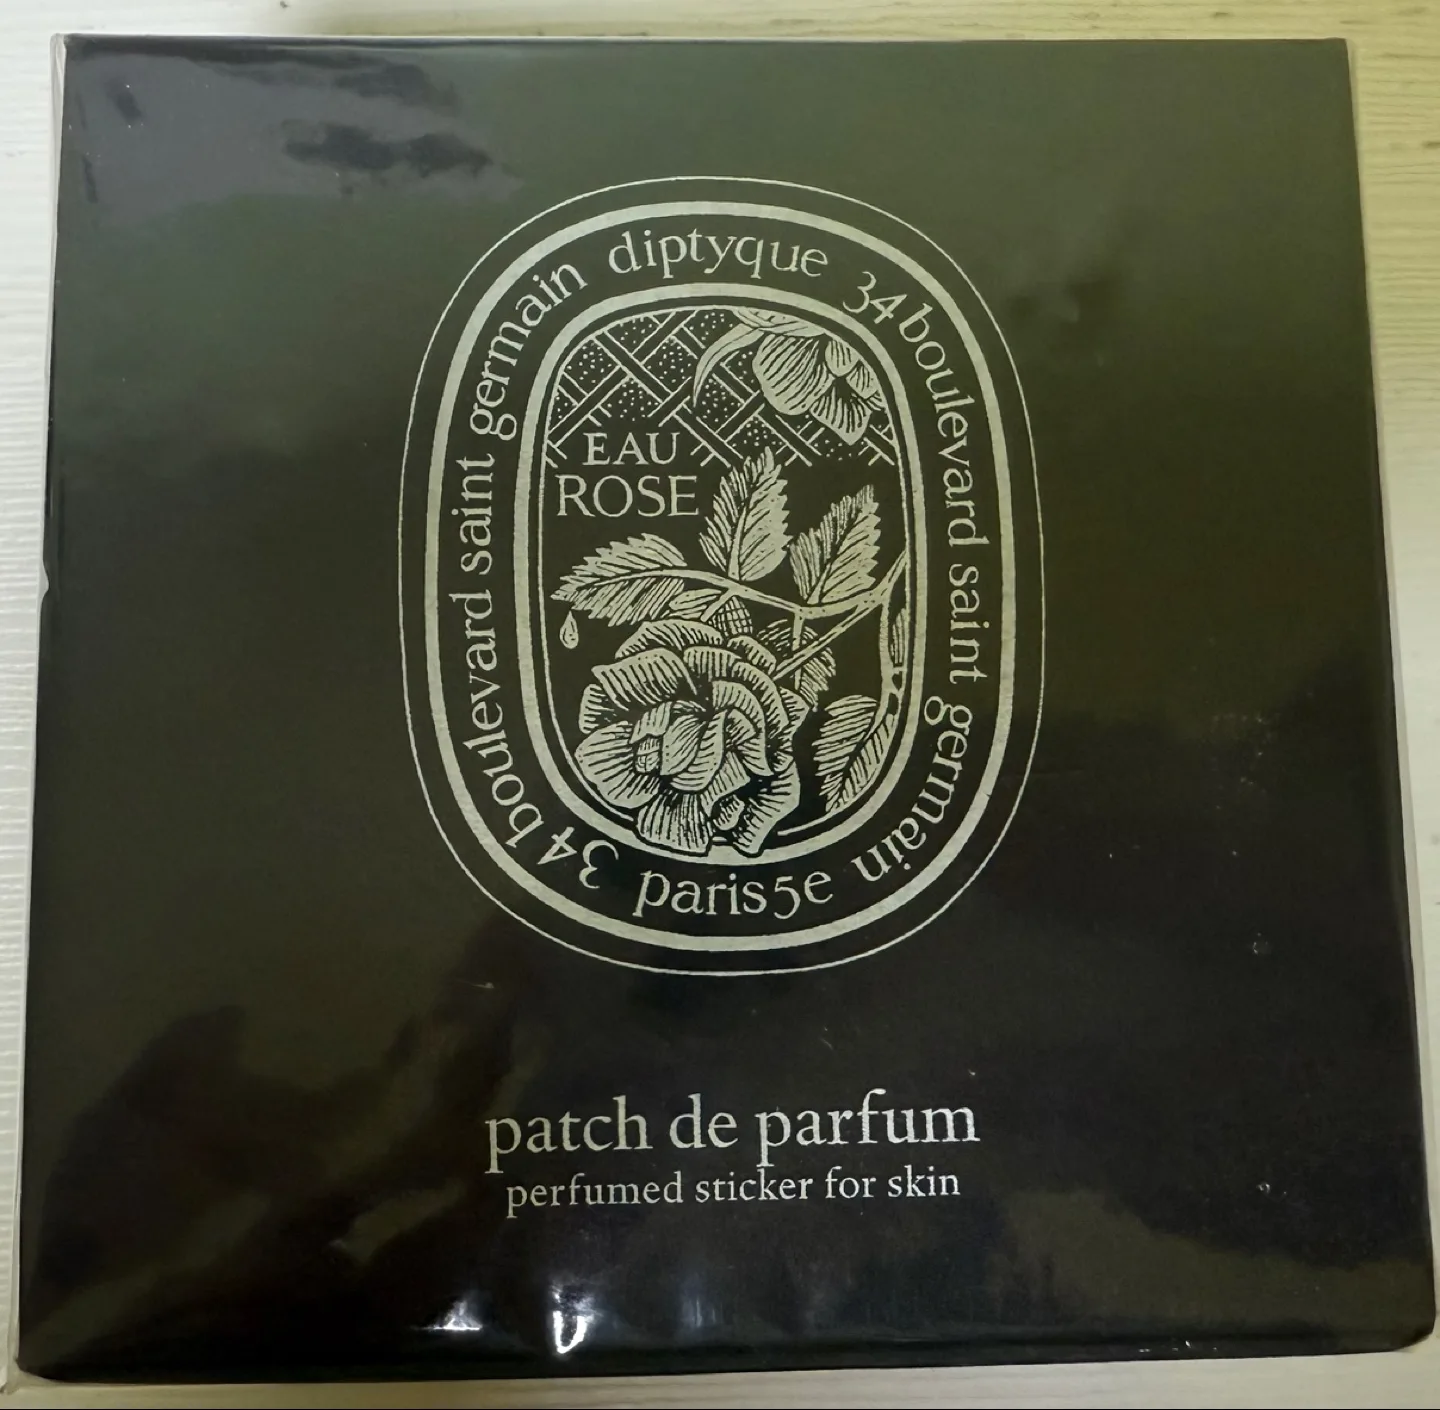 diptyque
34 boulevard saint germain
paris 5e
34 boulevard saint germain
EAU
ROSE
patch de parfum
perfumed sticker for skin